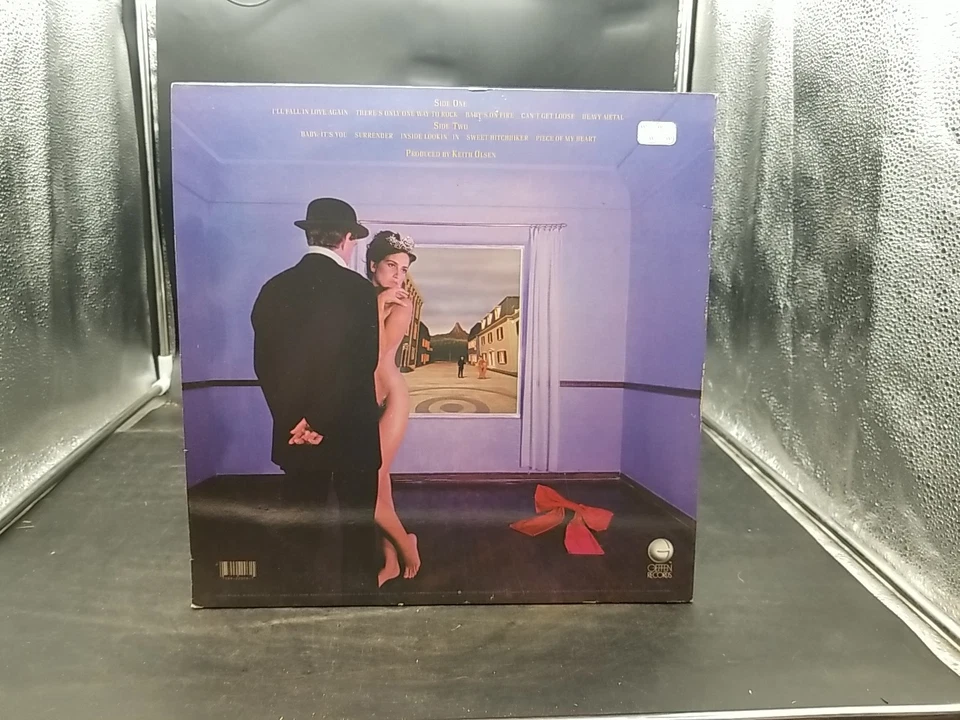 SIDE ONE
I'LL FALL IN LOVE AGAIN THERE'S ONLY ONE WAY TO ROCK BABY'S ON FIRE CAN'T GET LOOSE HEAVY METAL
SIDE TWO
BABY IT'S YOU SURRENDER INSIDE LOOKIN' IN SWEET HITCHHIKER PIECE OF MY HEART
PRODUCED BY KEITH OLSEN
GEFFEN
RECORDS